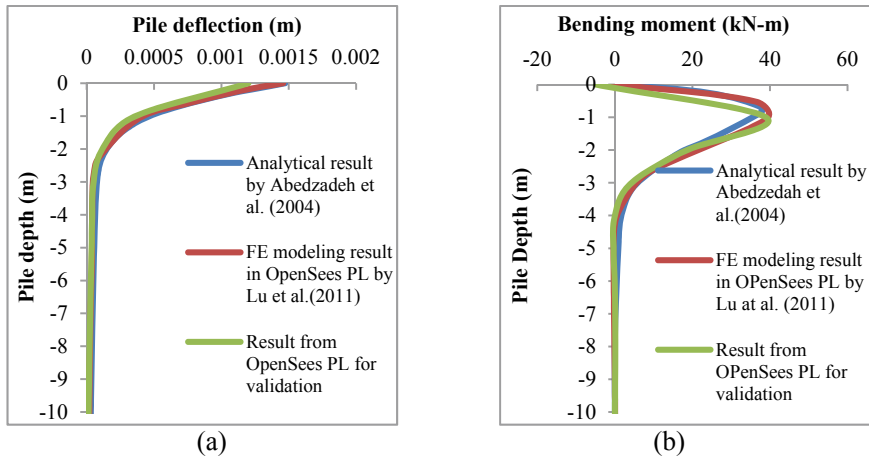 Pile deflection (m)
0 0.0005 0.001 0.0015 0.002
0
-1
-2
-3
-4
-5
-6
-7
-8
-9
-10
Pile depth (m)
Analytical result
by Abedzadeh et
al. (2004)
FE modeling result
in OpenSees PL by
Lu et al.(2011)
Result from
OpenSees PL for
validation
(a)
Bending moment (kN-m)
-20 0 20 40 60
0
-1
-2
-3
-4
-5
-6
-7
-8
-9
-10
Pile Depth (m)
Analytical result by
Abedzedah et
al.(2004)
FE modeling result
in OPenSees PL by
Lu at al. (2011)
Result from
OPenSees PL for
validation
(b)